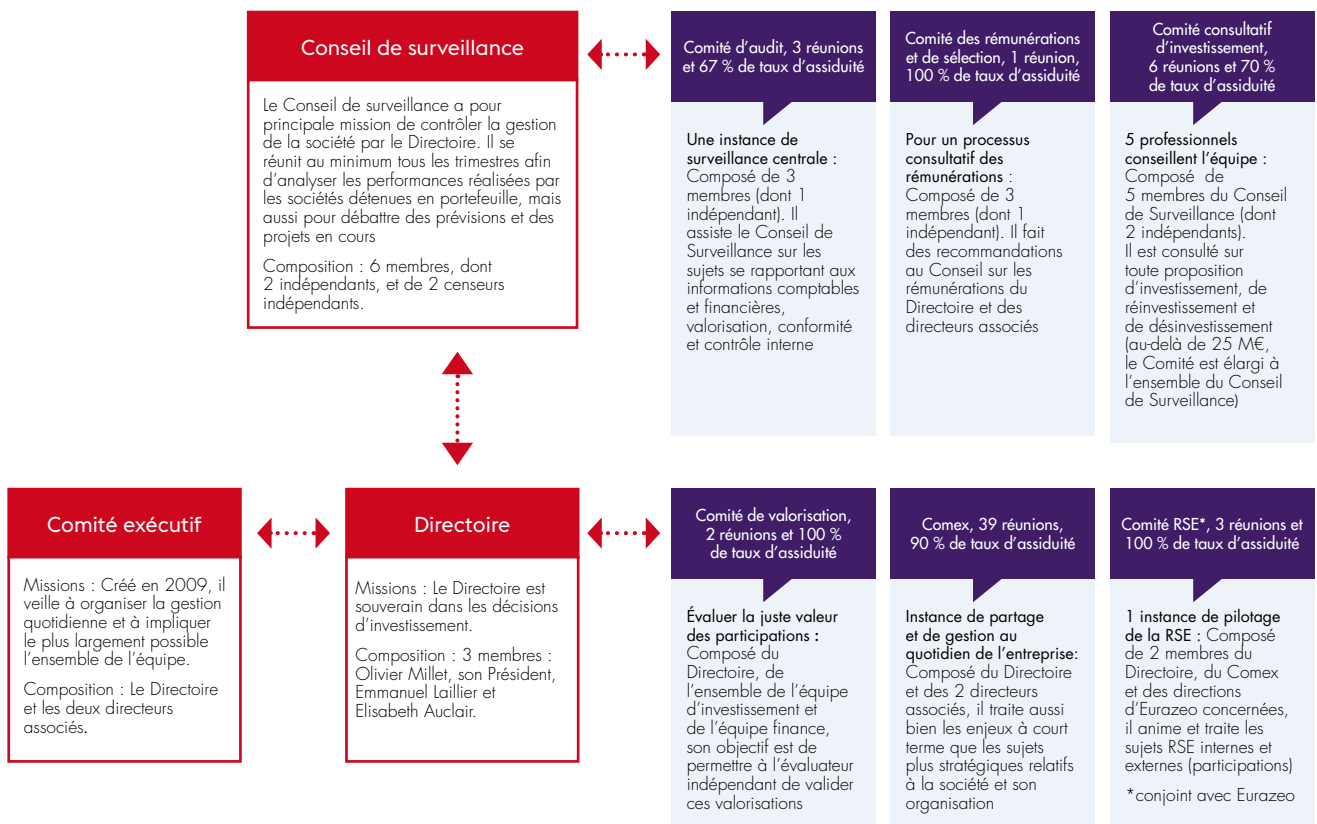 Conseil de surveillance
Le Conseil de surveillance a pour
principale mission de contrôler la gestion
de la société par le Directoire. Il se
réunit au minimum tous les trimestres afin
d'analyser les performances réalisées par
les sociétés détenues en portefeuille, mais
aussi pour débattre des prévisions et des
projets en cours
Composition : 6 membres, dont
2 indépendants, et de 2 censeurs
indépendants.
Comité d'audit, 3 réunions
et 67 % de taux d'assiduité
Une instance de
surveillance centrale :
Composé de 3
membres (dont 1
indépendant). Il
assiste le Conseil de
Surveillance sur les
sujets se rapportant aux
informations comptables
et financières,
valorisation, conformité
et contrôle interne
Comité des rémunérations
et de sélection, 1 réunion,
100 % de taux d'assiduité
Pour un processus
consultatif des
rémunérations :
Composé de 3
membres (dont 1
indépendant). Il fait
des recommandations
au Conseil sur les
rémunérations du
Directoire et des
directeurs associés
Comité consultatif
d'investissement,
6 réunions et 70 %
de taux d'assiduité
5 professionnels
conseillent l'équipe :
Composé de
5 membres du Conseil
de Surveillance (dont
2 indépendants).
Il est consulté sur
toute proposition
d'investissement, de
réinvestissement et
de désinvestissement
(au-delà de 25 M€,
le Comité est élargi à
l'ensemble du Conseil
de Surveillance)
Comité exécutif
Missions : Créé en 2009, il
veille à organiser la gestion
quotidienne et à impliquer
le plus largement possible
l'ensemble de l'équipe.
Composition : Le Directoire
et les deux directeurs
associés.
Directoire
Missions : Le Directoire est
souverain dans les décisions
d'investissement.
Composition : 3 membres :
Olivier Millet, son Président,
Emmanuel Laillier et
Elisabeth Auclair.
Comité de valorisation,
2 réunions et 100 %
de taux d'assiduité
Évaluer la juste valeur
des participations :
Composé du
Directoire, de
l'ensemble de l'équipe
d'investissement et
de l'équipe finance,
son objectif est de
permettre à l'évaluateur
indépendant de valider
ces valorisations
Comex, 39 réunions,
90 % de taux d'assiduité
Instance de partage
et de gestion au
quotidien de l'entreprise:
Composé du Directoire
et des 2 directeurs
associés, il traite aussi
bien les enjeux à court
terme que les sujets
plus stratégiques relatifs
à la société et son
organisation
Comité RSE*, 3 réunions et
100 % de taux d'assiduité
1 instance de pilotage
de la RSE : Composé
de 2 membres du
Directoire, du Comex
et des directions
d'Eurazeo concernées,
il anime et traite les
sujets RSE internes et
externes (participations)
*conjoint avec Eurazeo